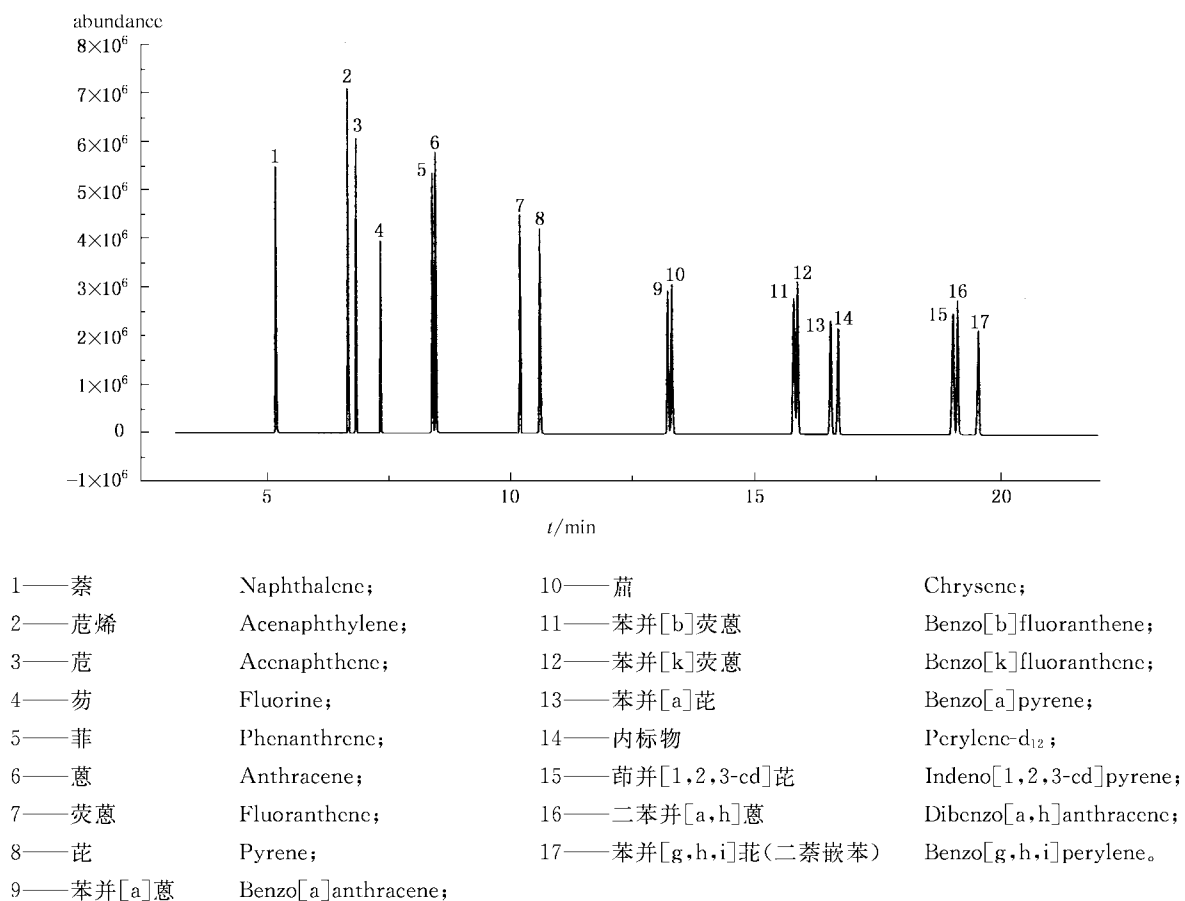 abundance
8×10⁶
7×10⁶
6×10⁶
5×10⁶
4×10⁶
3×10⁶
2×10⁶
1×10⁶
0
−1×10⁶
1
2
3
4
5
6
7
8
9
10
11
12
13
14
15
16
17
5 10 15 20
t/min
1——萘 Naphthalene;
2——苊烯 Acenaphthylene;
3——苊 Acenaphthene;
4——芴 Fluorine;
5——菲 Phenanthrene;
6——蒽 Anthracene;
7——荧蒽 Fluoranthene;
8——芘 Pyrene;
9——苯并[a]蒽 Benzo[a]anthracene;
10——䓛 Chrysene;
11——苯并[b]荧蒽 Benzo[b]fluoranthene;
12——苯并[k]荧蒽 Benzo[k]fluoranthene;
13——苯并[a]芘 Benzo[a]pyrene;
14——内标物 Perylene-d₁₂;
15——茚并[1,2,3-cd]芘 Indeno[1,2,3-cd]pyrene;
16——二苯并[a,h]蒽 Dibenzo[a,h]anthracene;
17——苯并[g,h,i]苝(二萘嵌苯) Benzo[g,h,i]perylene。